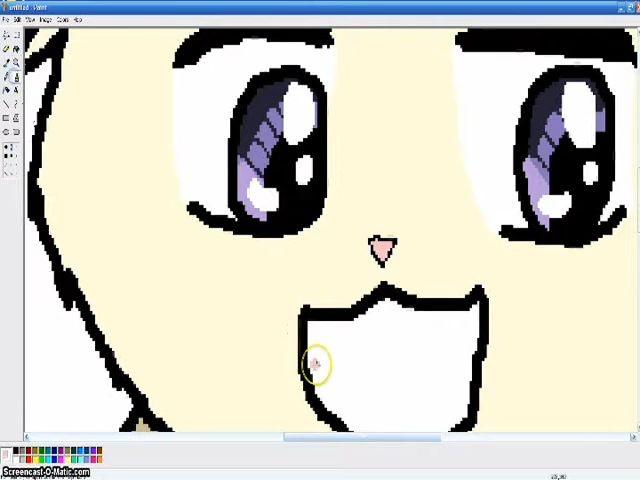 untitled - Paint
File Edit View Image Colors Help
Screencast-O-Matic.com